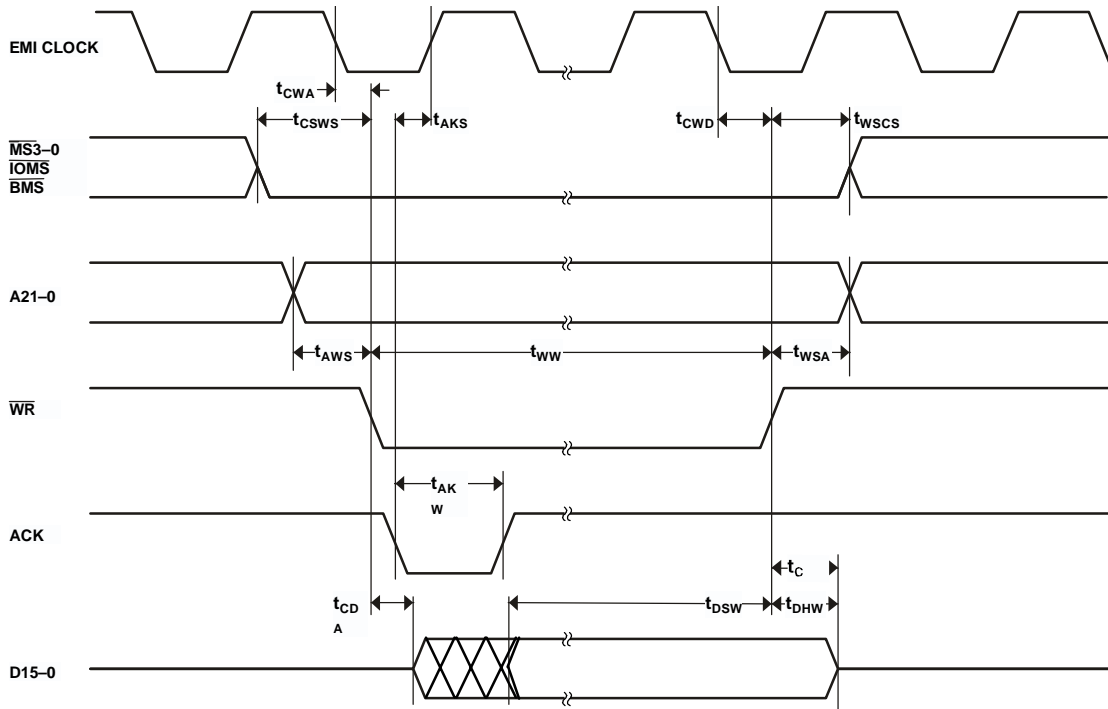 EMI CLOCK
tCWA
tCSWS
tAKS
tCWD
tWSCS
MS3–0
IOMS
BMS
A21–0
tAWS
tWW
tWSA
WR
tAK
W
ACK
tC
tCD
A
tDSW
tDHW
D15–0